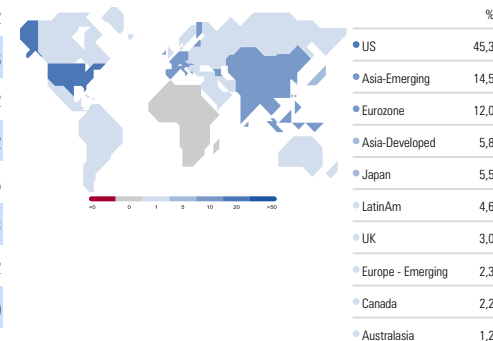 %
US 45,3
Asia-Emerging 14,5
Eurozone 12,0
Asia-Developed 5,8
Japan 5,5
LatinAm 4,6
UK 3,0
Europe - Emerging 2,3
Canada 2,2
Australasia 1,2
<0 0 1 5 10 20 >50